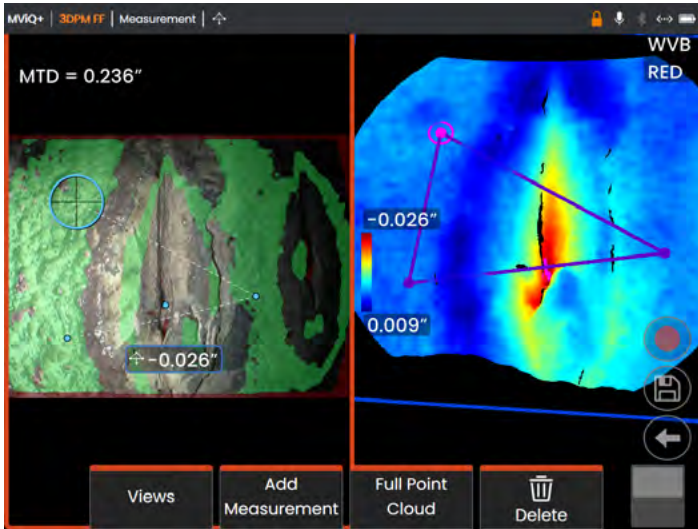 MViQ+ | 3DPM FF | Measurement |
WVB
RED
MTD = 0.236"
-0.026"
−0.026"
0.009"
Views
Add
Measurement
Full Point
Cloud
Delete